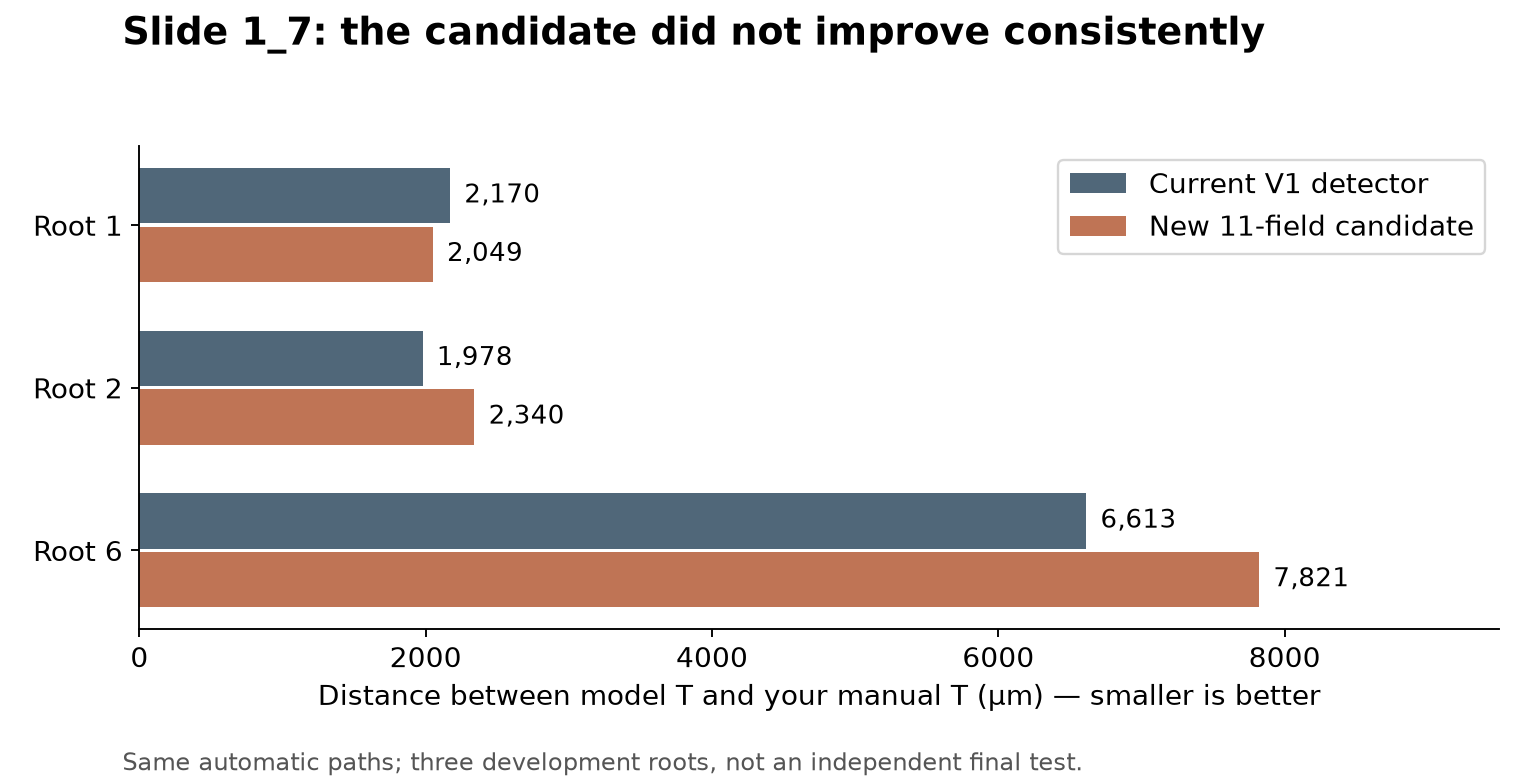 Slide 1_7: the candidate did not improve consistently
Current V1 detector
New 11-field candidate
Root 1
2,170
2,049
Root 2
1,978
2,340
Root 6
6,613
7,821
0 2000 4000 6000 8000
Distance between model T and your manual T (μm) — smaller is better
Same automatic paths; three development roots, not an independent final test.